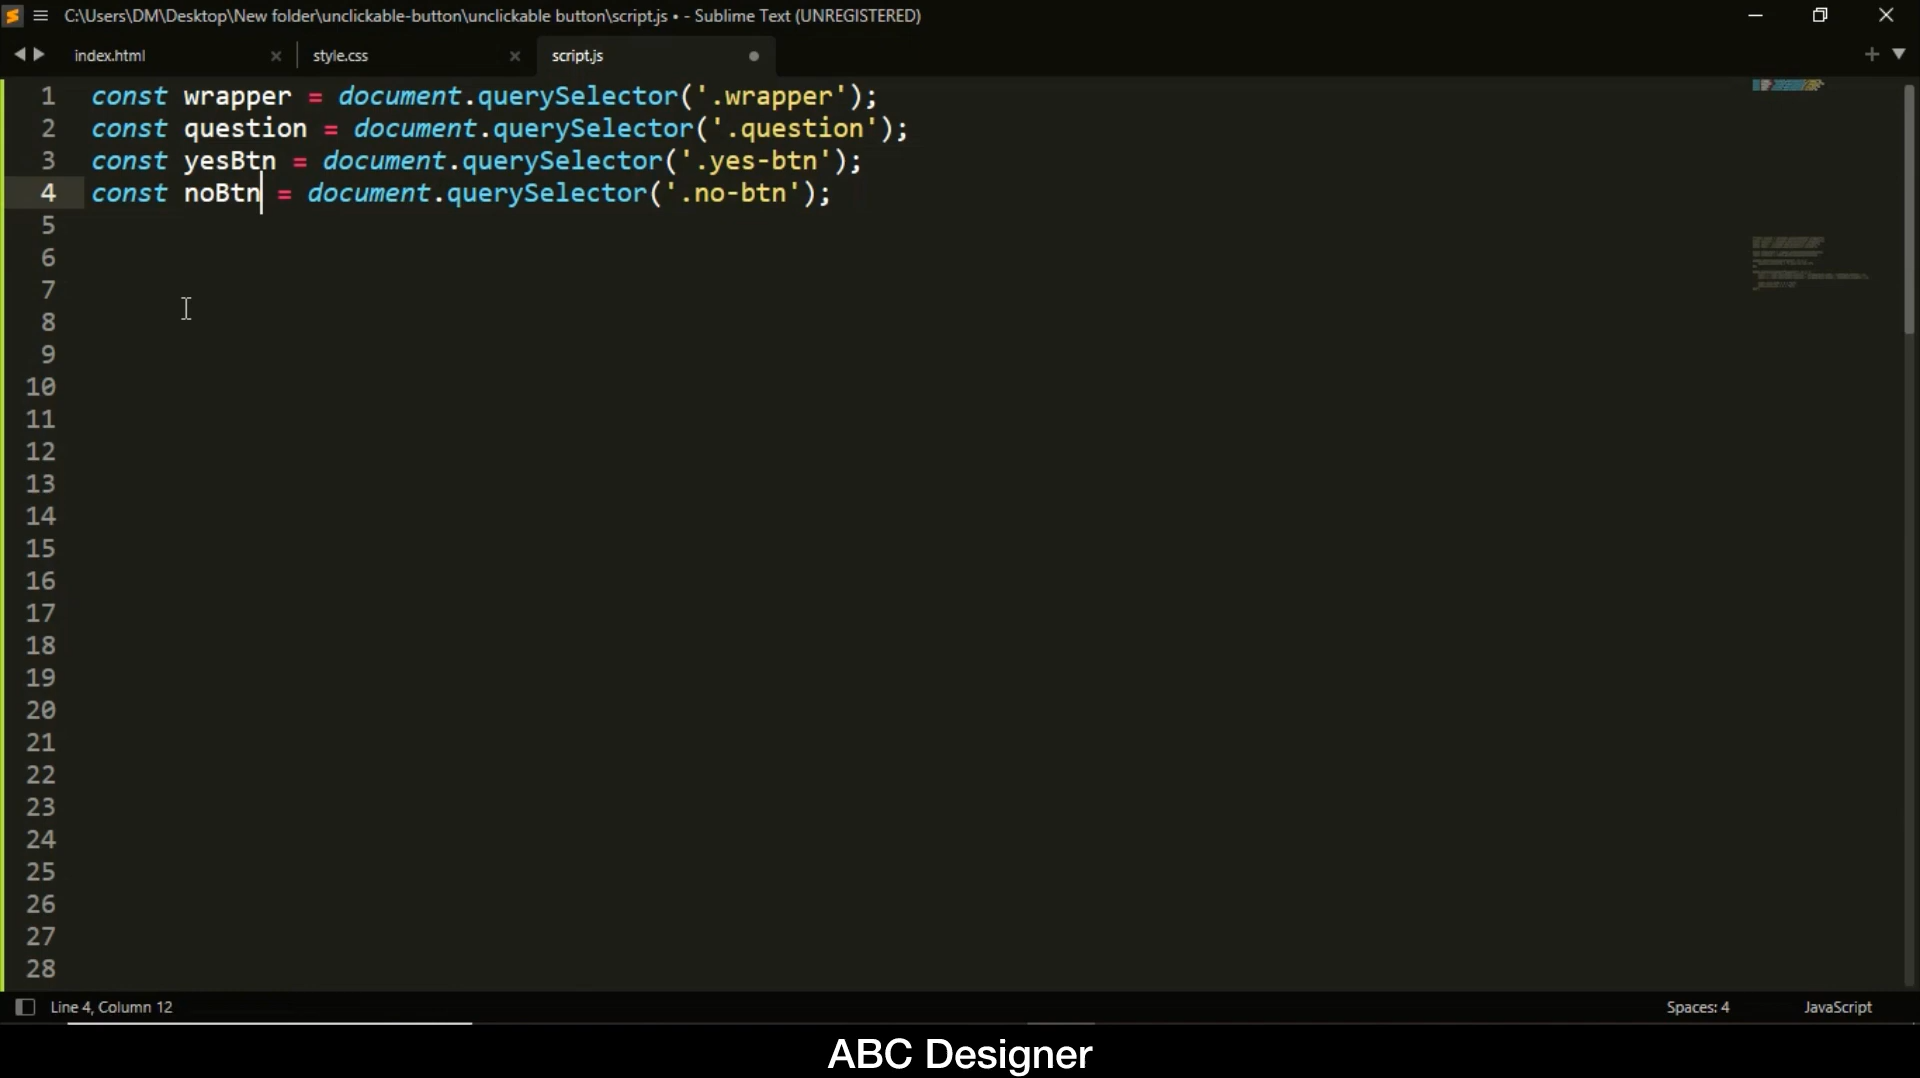 C:\Users\DM\Desktop\New folder\unclickable-button\unclickable button\script.js • - Sublime Text (UNREGISTERED)
index.html
style.css
script.js
1 const wrapper = document.querySelector('.wrapper');
2 const question = document.querySelector('.question');
3 const yesBtn = document.querySelector('.yes-btn');
4 const noBtn = document.querySelector('.no-btn');
5
6
7
8
9
10
11
12
13
14
15
16
17
18
19
20
21
22
23
24
25
26
27
28
Line 4, Column 12
Spaces: 4
JavaScript
ABC Designer